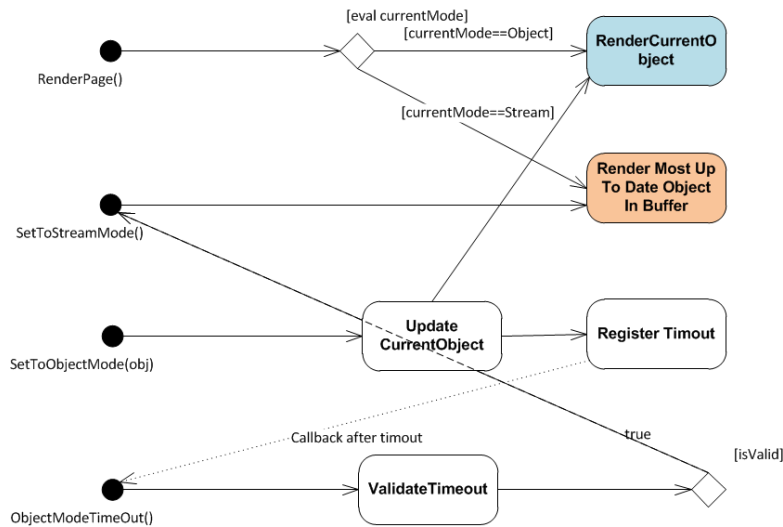 [eval currentMode]
[currentMode==Object]
RenderCurrentO
bject
RenderPage()
[currentMode==Stream]
Render Most Up
To Date Object
In Buffer
SetToStreamMode()
Update
CurrentObject
Register Timout
SetToObjectMode(obj)
Callback after timout
true
[isValid]
ValidateTimeout
ObjectModeTimeOut()